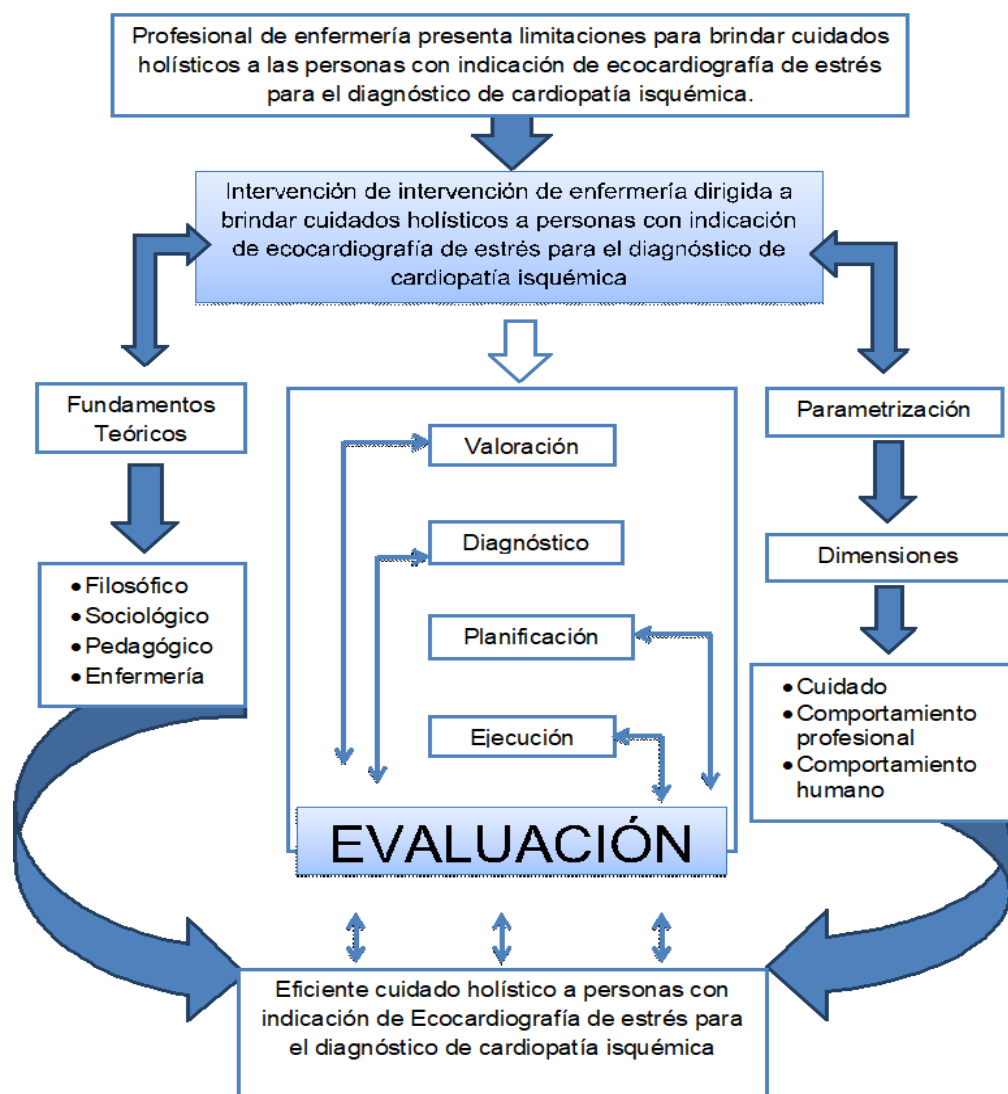 Profesional de enfermería presenta limitaciones para brindar cuidados
holísticos a las personas con indicación de ecocardiografía de estrés
para el diagnóstico de cardiopatía isquémica.
Intervención de intervención de enfermería dirigida a
brindar cuidados holísticos a personas con indicación
de ecocardiografía de estrés para el diagnóstico de
cardiopatía isquémica
Fundamentos
Teóricos
• Filosófico
• Sociológico
• Pedagógico
• Enfermería
Valoración
Diagnóstico
Planificación
Ejecución
EVALUACIÓN
Parametrización
Dimensiones
• Cuidado
• Comportamiento
profesional
• Comportamiento
humano
Eficiente cuidado holístico a personas con
indicación de Ecocardiografía de estrés para
el diagnóstico de cardiopatía isquémica